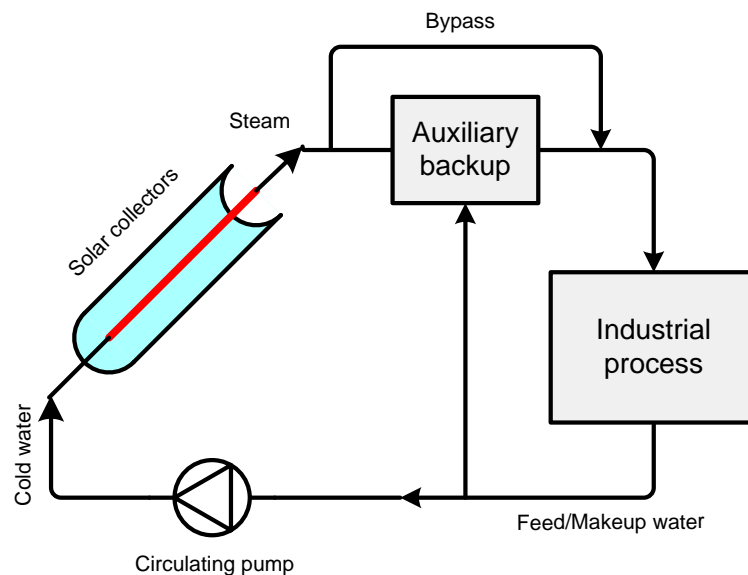 Bypass
Steam
Auxiliary
backup
Solar collectors
Industrial
process
Cold water
Feed/Makeup water
Circulating pump